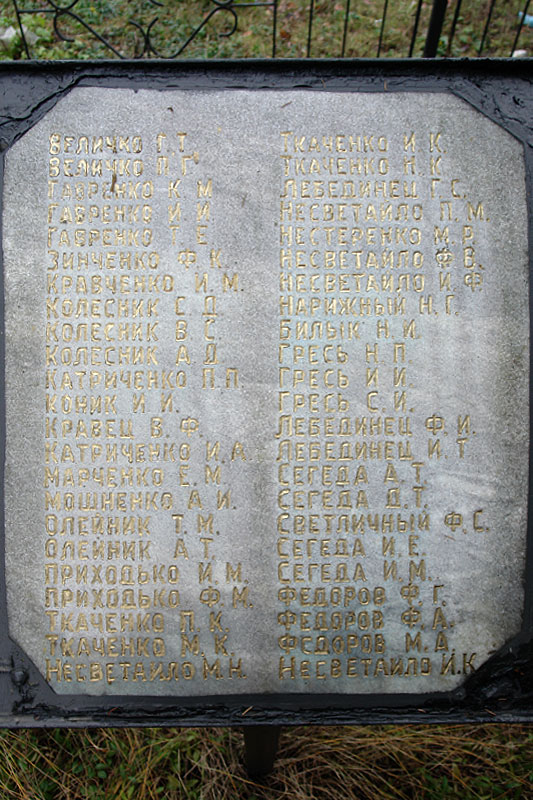 ВЕЛИЧКО Г. Т.
ВЕЛИЧКО П. Г.
ГАВРЕНКО К. М.
ГАВРЕНКО И. И.
ГАВРЕНКО Г. Е.
ЗИНЧЕНКО Ф. К.
КРАВЧЕНКО И. М.
КОЛЕСНИК С. Д.
КОЛЕСНИК В. С.
КОЛЕСНИК А. Д.
КАТРИЧЕНКО П. П.
КОНИК И. И.
КРАВЕЦ В. Ф.
КАТРИЧЕНКО И. А.
МАРЧЕНКО Е. М.
МОШНЕНКО А. И.
ОЛЕЙНИК Т. М.
ОЛЕЙНИК А. Т.
ПРИХОДЬКО И. М.
ПРИХОДЬКО Ф. М.
ТКАЧЕНКО П. К.
ТКАЧЕНКО М. К.
НЕСВЕТАЙЛО М. Н.
ТКАЧЕНКО И. К.
ТКАЧЕНКО Н. К.
ЛЕБЕДИНЕЦ Г. С.
НЕСВЕТАЙЛО П. М.
НЕСТЕРЕНКО М. Р.
НЕСВЕТАЙЛО Ф. В.
НЕСВЕТАЙЛО И. Ф.
НАРИЖНЫЙ Н. Г.
БИЛЫК Н. И.
ГРЕСЬ Н. П.
ГРЕСЬ И. И.
ГРЕСЬ С. И.
ЛЕБЕДИНЕЦ Ф. И.
ЛЕБЕДИНЕЦ И. Т.
СЕГЕДА А. Т.
СЕГЕДА Д. Т.
СВЕТЛИЧНЫЙ Ф. С.
СЕГЕДА И. Е.
СЕГЕДА И. М.
ФЕДОРОВ Ф. Г.
ФЕДОРОВ Ф. А.
ФЕДОРОВ М. А.
НЕСВЕТАЙЛО И. К.